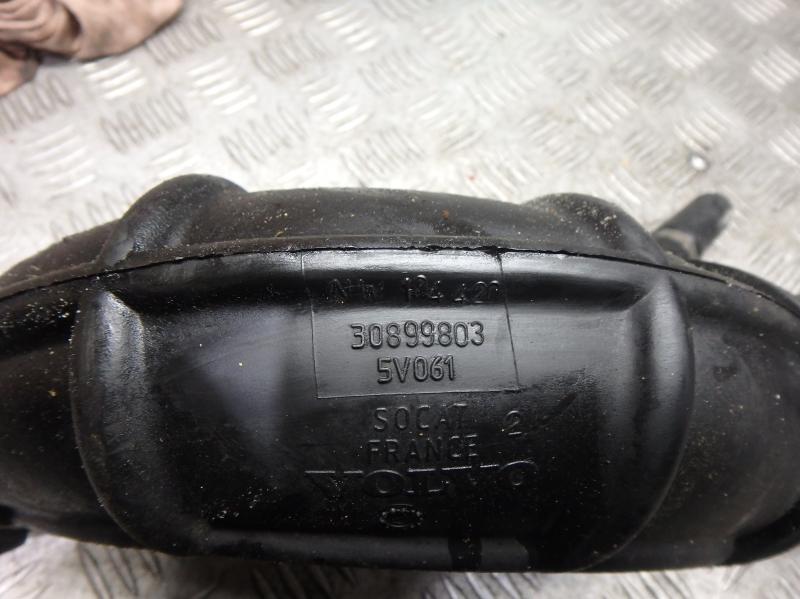 30899803
5V061
SOCAT 2
FRANCE
VOLVO